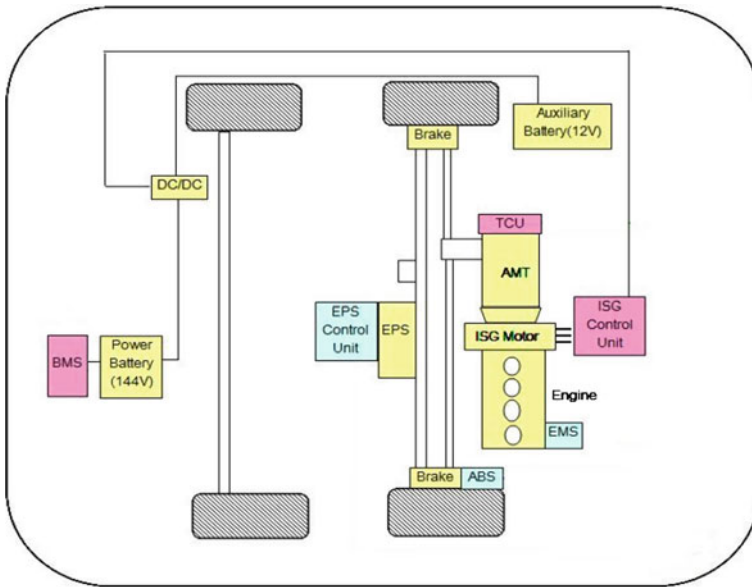 Brake
Auxiliary
Battery(12V)
DC/DC
TCU
AMT
EPS
Control
Unit
EPS
ISG Motor
ISG
Control
Unit
BMS
Power
Battery
(144V)
Engine
EMS
Brake
ABS